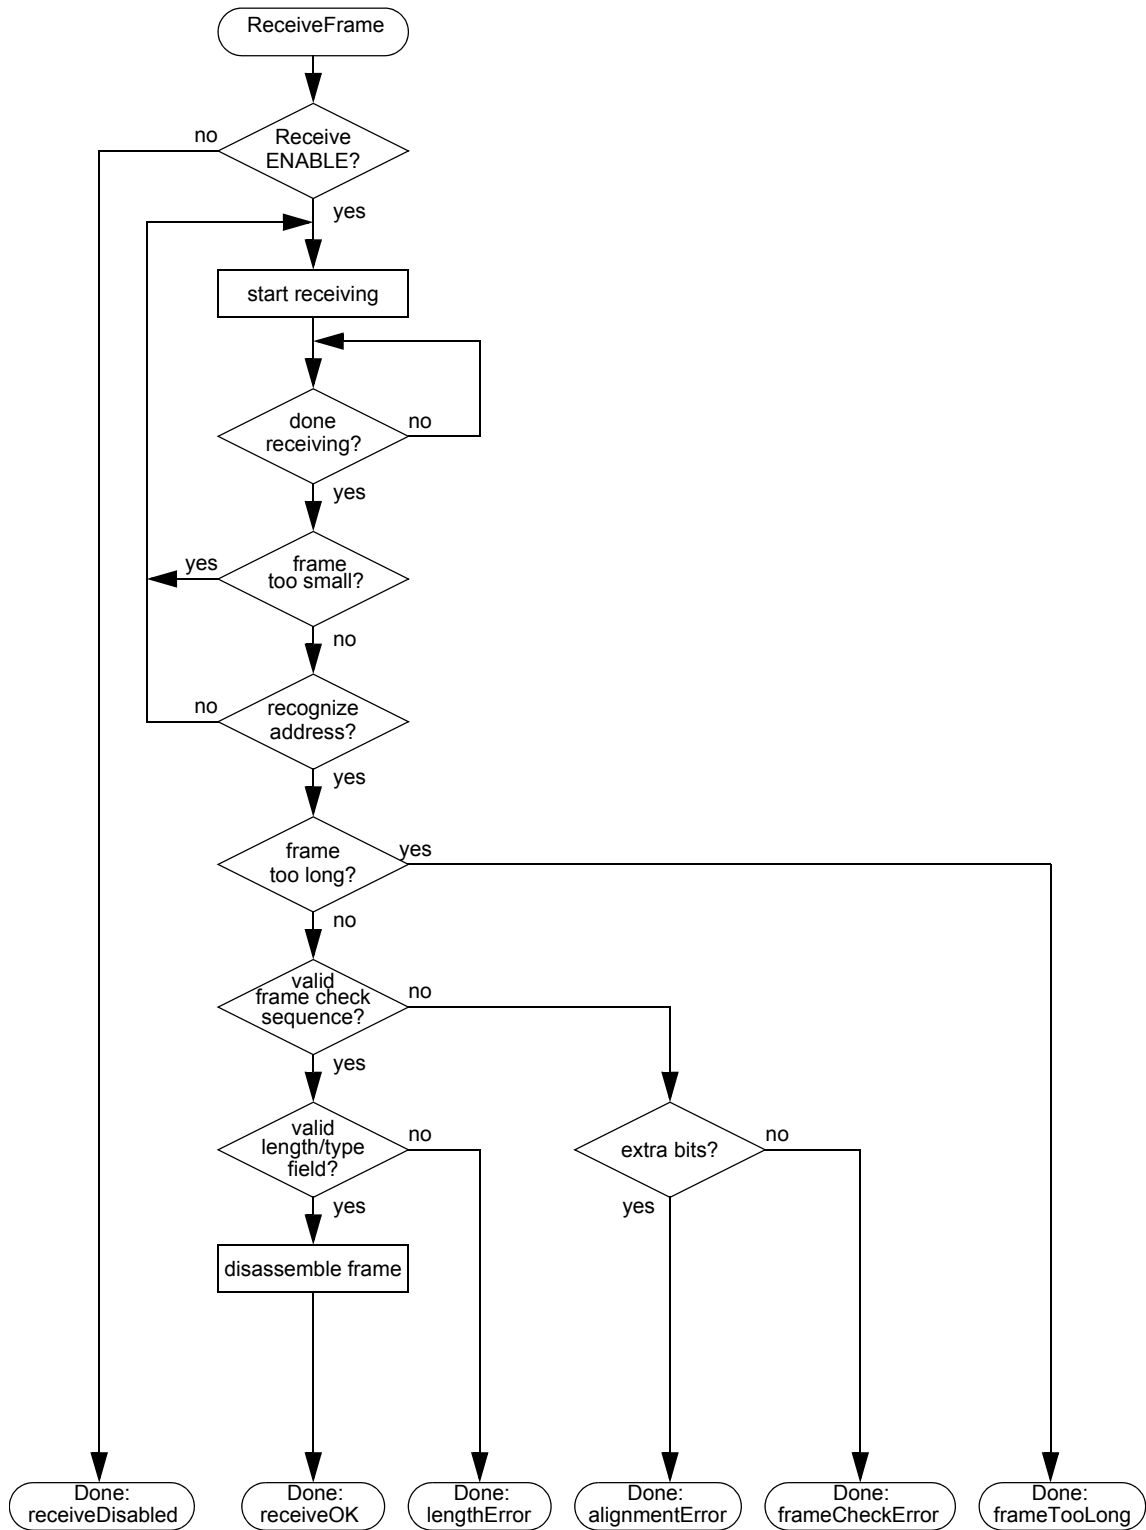 ReceiveFrame
no
Receive
ENABLE?
yes
start receiving
done
receiving?
no
yes
yes
frame
too small?
no
no
recognize
address?
yes
frame
too long?
yes
no
valid
frame check
sequence?
no
yes
valid
length/type
field?
no
extra bits?
no
yes
yes
disassemble frame
Done:
receiveDisabled
Done:
receiveOK
Done:
lengthError
Done:
alignmentError
Done:
frameCheckError
Done:
frameTooLong